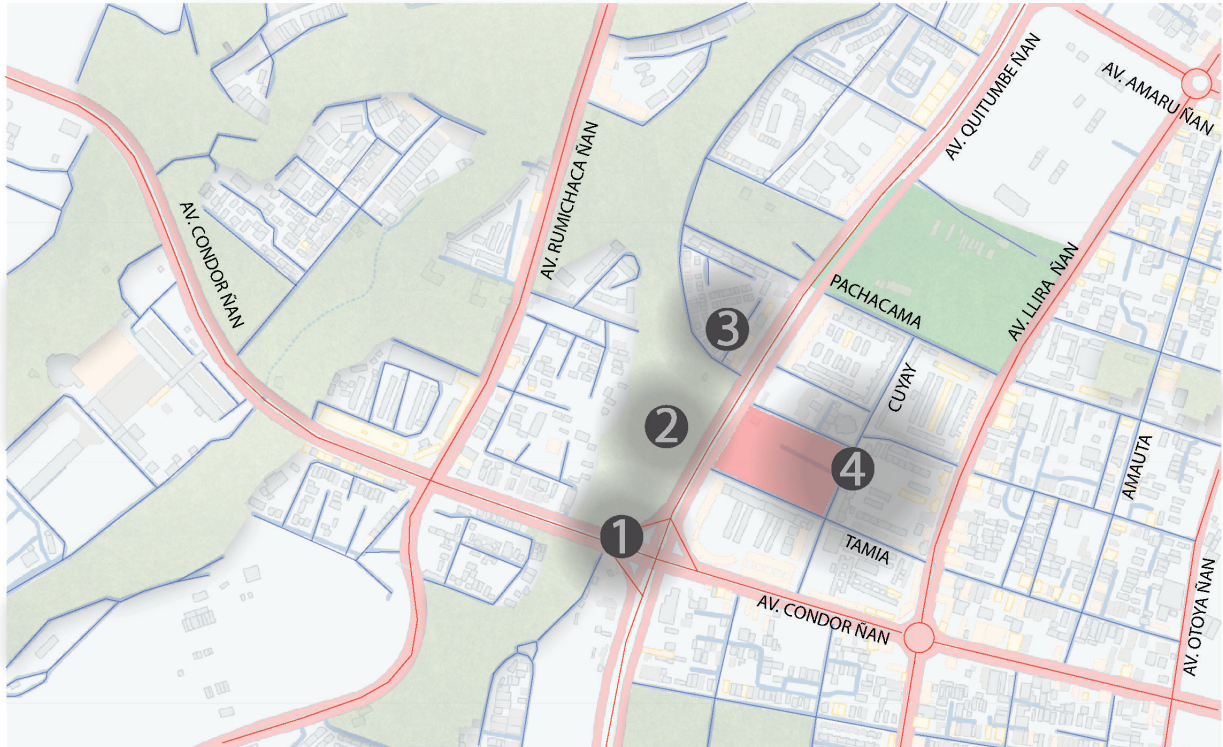 AV. QUITUMBE ÑAN
AV. AMARU ÑAN
AV. RUMICHACA ÑAN
AV. CONDOR ÑAN
AV. LLIRA ÑAN
PACHACAMA
3
CUYAY
2
4
AMAUTA
1
TAMIA
AV. CONDOR ÑAN
AV. OTOYA ÑAN